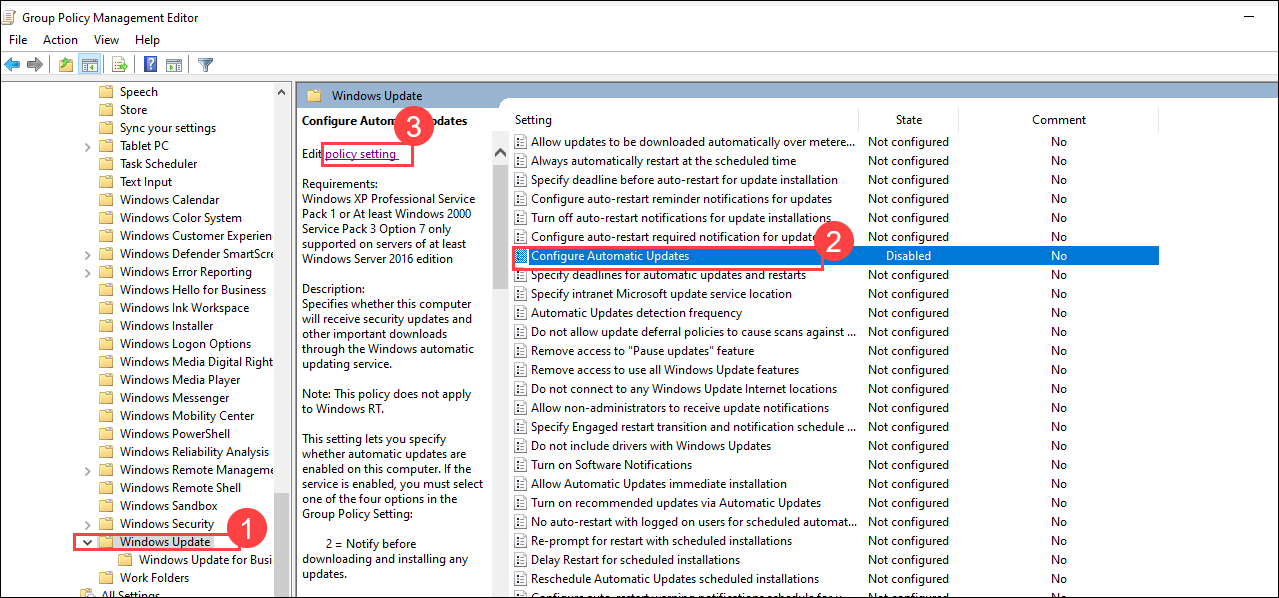 Group Policy Management Editor
File Action View Help
Speech
Store
Sync your settings
Tablet PC
Task Scheduler
Text Input
Windows Calendar
Windows Color System
Windows Customer Experien
Windows Defender SmartScre
Windows Error Reporting
Windows Hello for Business
Windows Ink Workspace
Windows Installer
Windows Logon Options
Windows Media Digital Right
Windows Media Player
Windows Messenger
Windows Mobility Center
Windows PowerShell
Windows Reliability Analysis
Windows Remote Manageme
Windows Remote Shell
Windows Sandbox
Windows Security
Windows Update
1
Windows Update for Busi
Work Folders
All Settings
Windows Update
Configure Automatic Updates
3
Edit policy setting
Requirements:
Windows XP Professional Service
Pack 1 or At least Windows 2000
Service Pack 3 Option 7 only
supported on servers of at least
Windows Server 2016 edition
Description:
Specifies whether this computer
will receive security updates and
other important downloads
through the Windows automatic
updating service.
Note: This policy does not apply
to Windows RT.
This setting lets you specify
whether automatic updates are
enabled on this computer. If the
service is enabled, you must select
one of the four options in the
Group Policy Setting:
2 = Notify before
downloading and installing any
updates.
Setting State Comment
Allow updates to be downloaded automatically over metere... Not configured No
Always automatically restart at the scheduled time Not configured No
Specify deadline before auto-restart for update installation Not configured No
Configure auto-restart reminder notifications for updates Not configured No
Turn off auto-restart notifications for update installations Not configured No
Configure auto-restart required notification for update Not configured No
2
Configure Automatic Updates Disabled No
Specify deadlines for automatic updates and restarts Not configured No
Specify intranet Microsoft update service location Not configured No
Automatic Updates detection frequency Not configured No
Do not allow update deferral policies to cause scans against ... Not configured No
Remove access to "Pause updates" feature Not configured No
Remove access to use all Windows Update features Not configured No
Do not connect to any Windows Update Internet locations Not configured No
Allow non-administrators to receive update notifications Not configured No
Specify Engaged restart transition and notification schedule ... Not configured No
Do not include drivers with Windows Updates Not configured No
Turn on Software Notifications Not configured No
Allow Automatic Updates immediate installation Not configured No
Turn on recommended updates via Automatic Updates Not configured No
No auto-restart with logged on users for scheduled automat... Not configured No
Re-prompt for restart with scheduled installations Not configured No
Delay Restart for scheduled installations Not configured No
Reschedule Automatic Updates scheduled installations Not configured No
Configure auto-restart warning notifications schedule for u... Not configured No